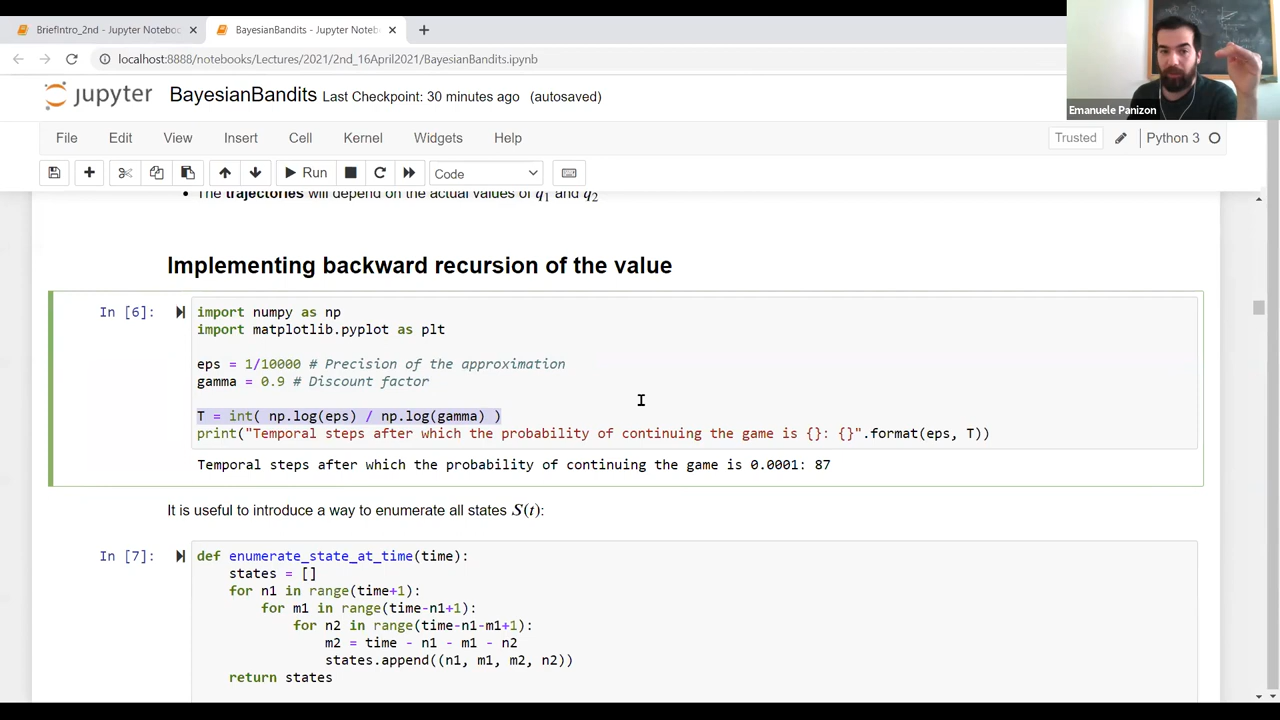 BriefIntro_2nd - Jupyter Noteboo
BayesianBandits - Jupyter Noteb
localhost:8888/notebooks/Lectures/2021/2nd_16April2021/BayesianBandits.ipynb
Emanuele Panizon
jupyter BayesianBandits Last Checkpoint: 30 minutes ago (autosaved)
File Edit View Insert Cell Kernel Widgets Help
Trusted Python 3
Run Code
• The trajectories will depend on the actual values of q1 and q2
Implementing backward recursion of the value
In [6]:
import numpy as np
import matplotlib.pyplot as plt
eps = 1/10000 # Precision of the approximation
gamma = 0.9 # Discount factor
T = int( np.log(eps) / np.log(gamma) )
print("Temporal steps after which the probability of continuing the game is {}: {}".format(eps, T))
Temporal steps after which the probability of continuing the game is 0.0001: 87
It is useful to introduce a way to enumerate all states S(t):
In [7]:
def enumerate_state_at_time(time):
states = []
for n1 in range(time+1):
for m1 in range(time-n1+1):
for n2 in range(time-n1-m1+1):
m2 = time - n1 - m1 - n2
states.append((n1, m1, m2, n2))
return states